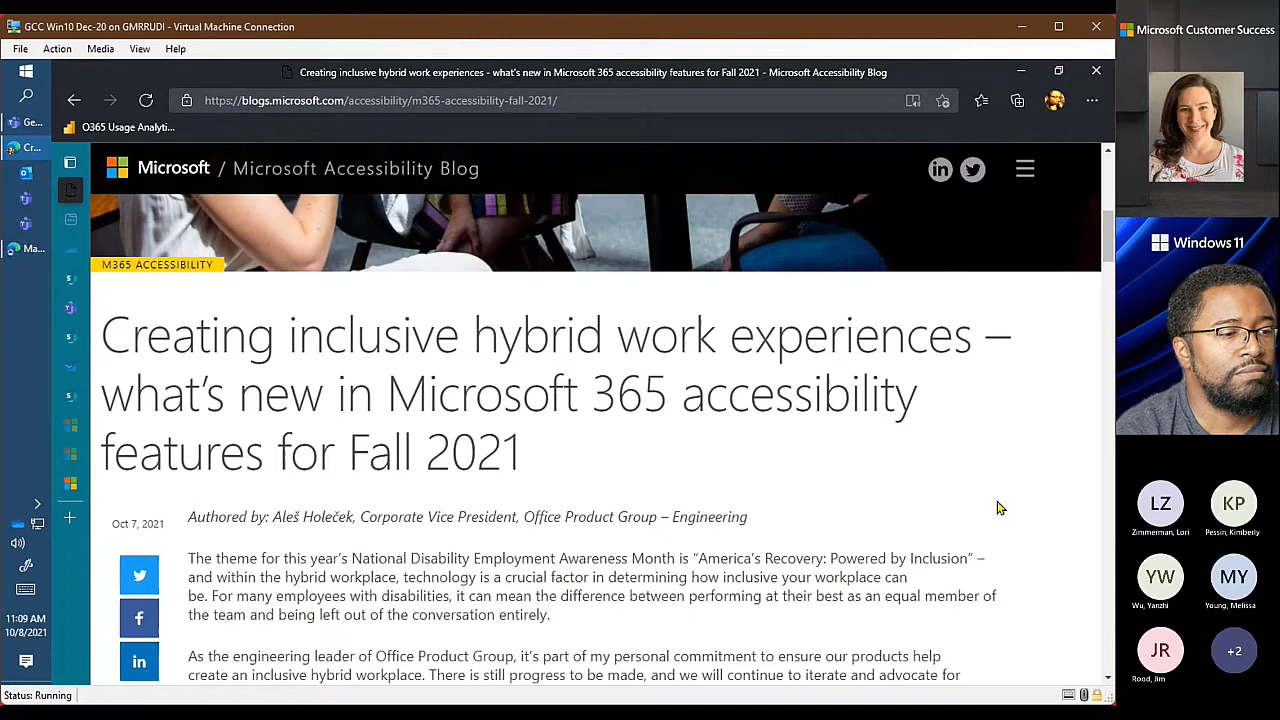 GCC Win10 Dec-20 on GMRRUDI - Virtual Machine Connection
File Action Media View Help
Creating inclusive hybrid work experiences - what's new in Microsoft 365 accessibility features for Fall 2021 - Microsoft Accessibility Blog
https://blogs.microsoft.com/accessibility/m365-accessibility-fall-2021/
O365 Usage Analyti...
Ge...
Cr...
Ma...
Microsoft / Microsoft Accessibility Blog
M365 ACCESSIBILITY
Creating inclusive hybrid work experiences –
what's new in Microsoft 365 accessibility
features for Fall 2021
Oct 7, 2021
Authored by: Aleš Holeček, Corporate Vice President, Office Product Group – Engineering
The theme for this year's National Disability Employment Awareness Month is “America's Recovery: Powered by Inclusion” –
and within the hybrid workplace, technology is a crucial factor in determining how inclusive your workplace can
be. For many employees with disabilities, it can mean the difference between performing at their best as an equal member of
the team and being left out of the conversation entirely.
As the engineering leader of Office Product Group, it's part of my personal commitment to ensure our products help
create an inclusive hybrid workplace. There is still progress to be made, and we will continue to iterate and advocate for
11:09 AM
10/8/2021
Status: Running
Microsoft Customer Success
Windows 11
LZ
Zimmerman, Lori
KP
Pessin, Kimberly
YW
Wu, Yanzhi
MY
Young, Melissa
JR
Rood, Jim
+2